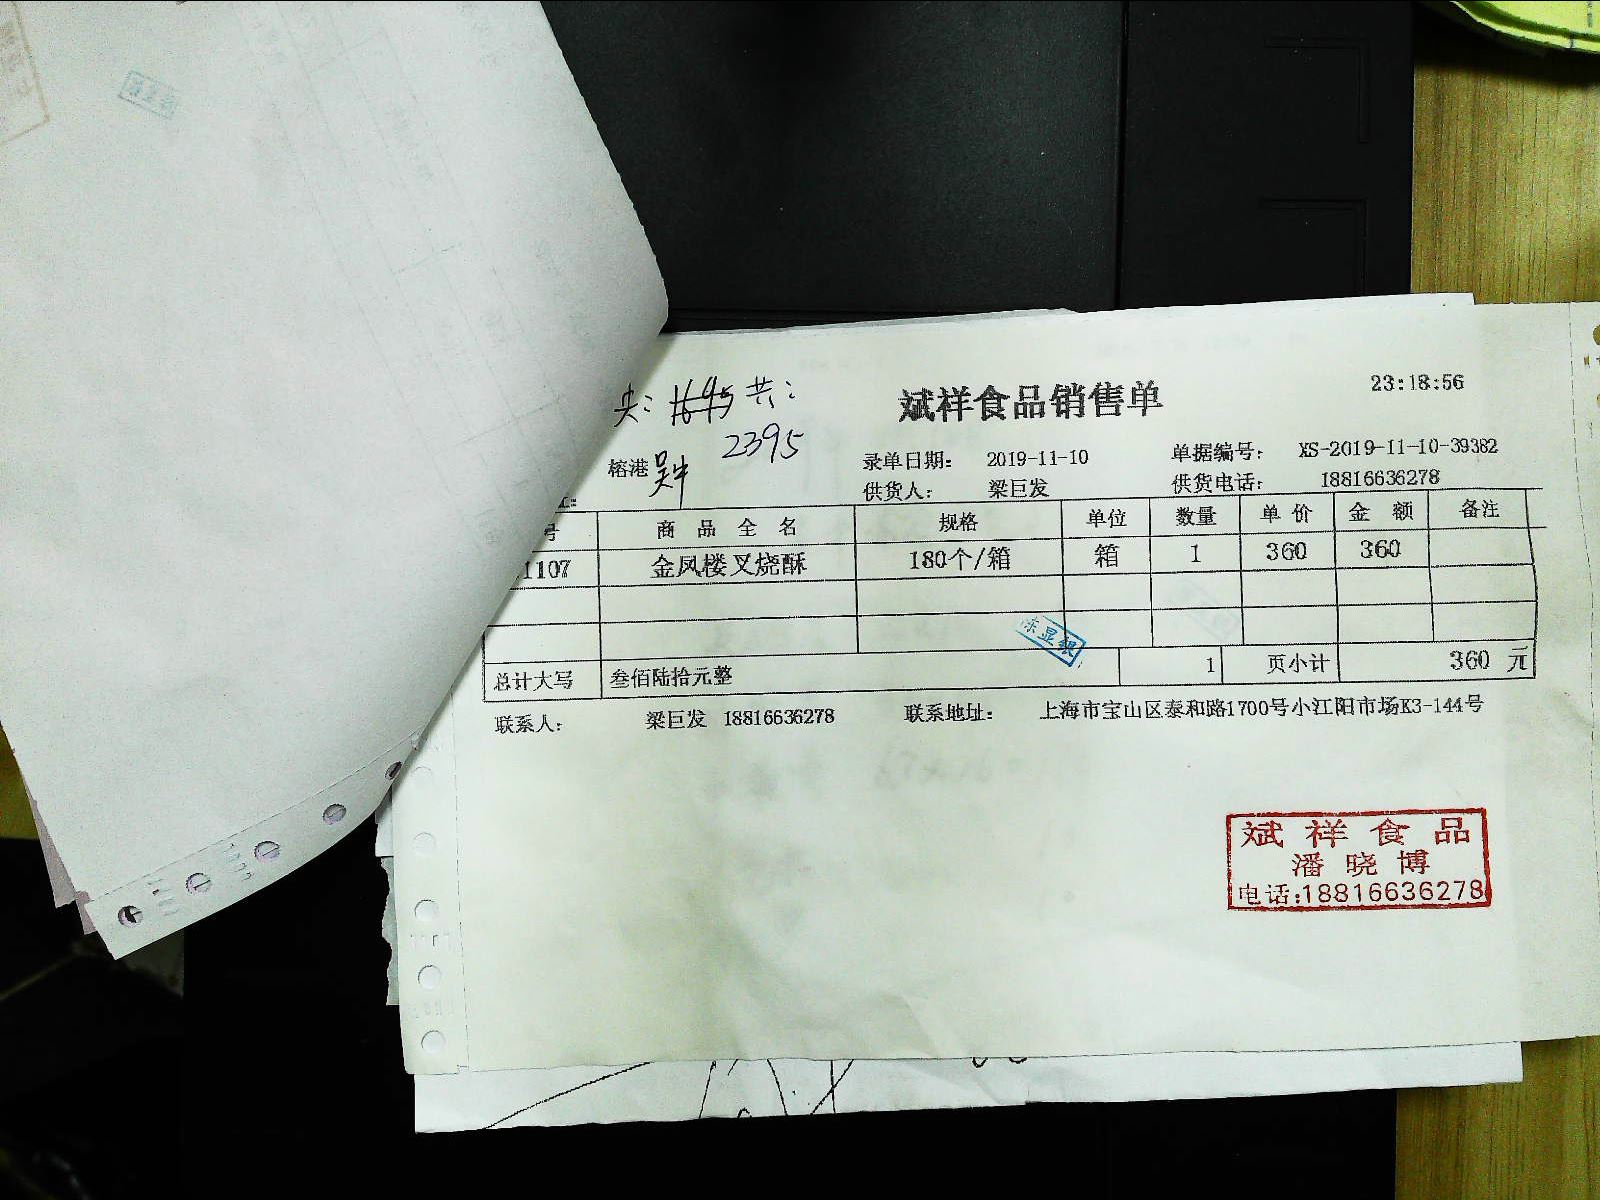 23:18:56
斌祥食品销售单
共:
2395
榕港
录单日期: 2019-11-10 单据编号: XS-2019-11-10-39382
供货人: 梁巨发 供货电话: 18816636278
号 商品全名 规格 单位 数量 单价 金额 备注
1107 金凤楼叉烧酥 180个/箱 箱 1 360 360
陈显银
总计大写 叁佰陆拾元整 1 页小计 360 元
联系人: 梁巨发 18816636278 联系地址: 上海市宝山区泰和路1700号小江阳市场K3-144号
斌祥食品
潘晓博
电话:18816636278